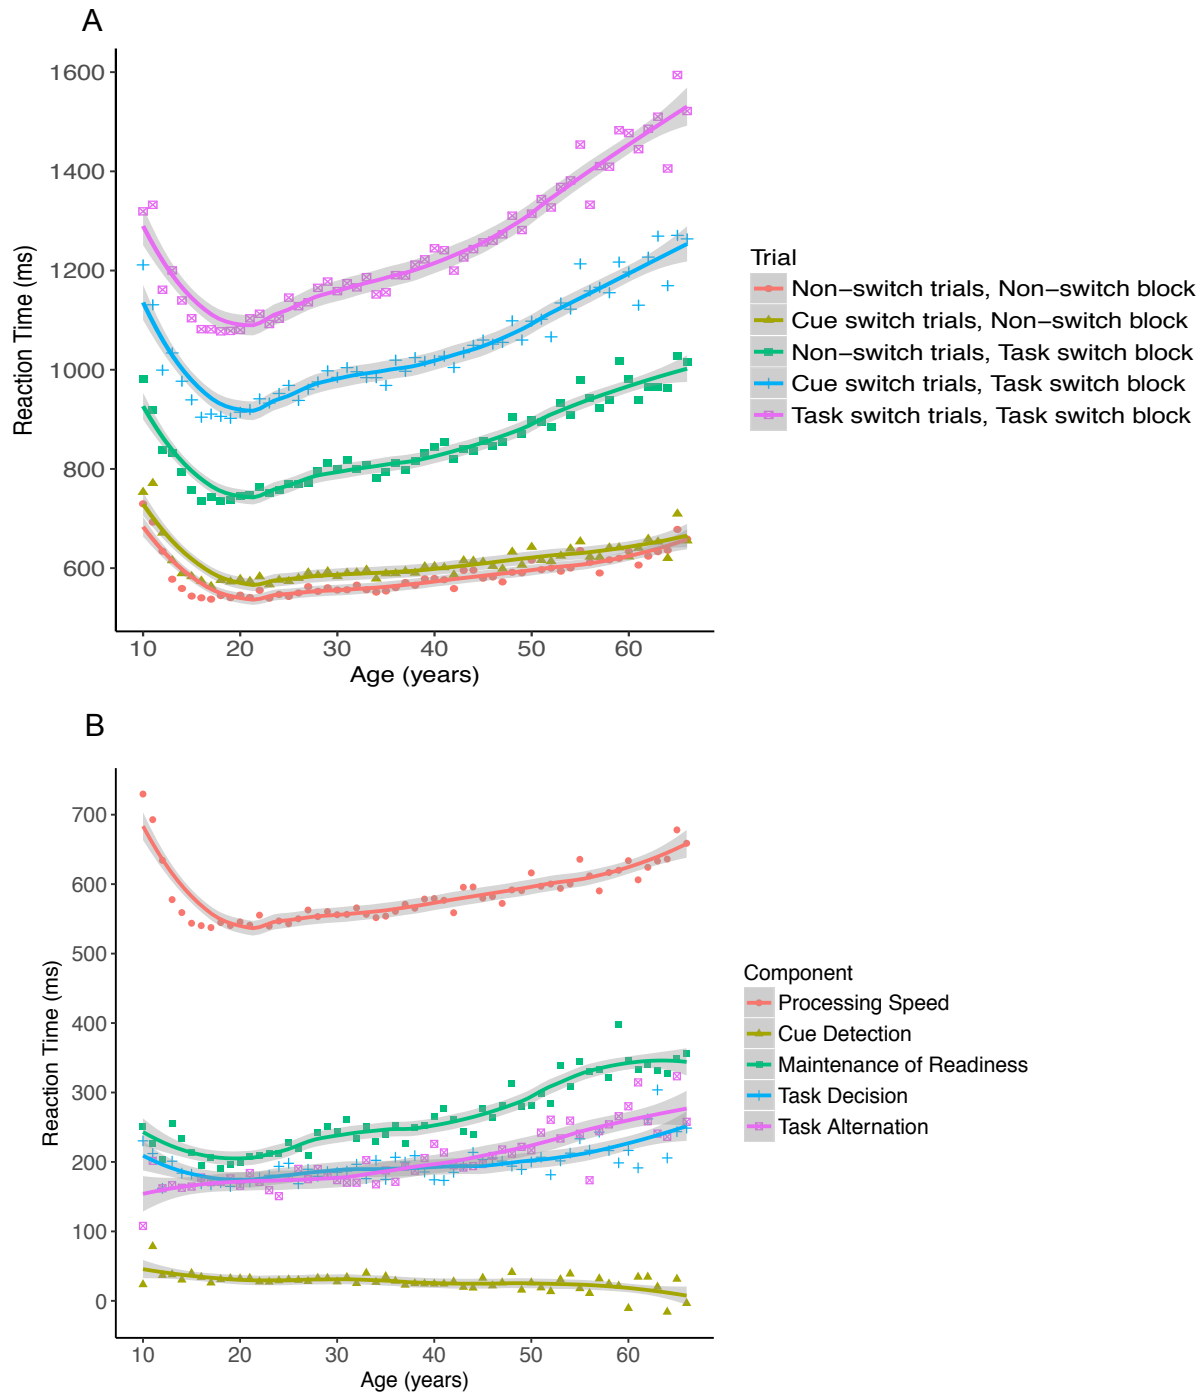 A
1600
1400
1200
1000
800
600
Reaction Time (ms)
10 20 30 40 50 60
Age (years)
Trial
Non−switch trials, Non−switch block
Cue switch trials, Non−switch block
Non−switch trials, Task switch block
Cue switch trials, Task switch block
Task switch trials, Task switch block
B
700
600
500
400
300
200
100
0
Reaction Time (ms)
10 20 30 40 50 60
Age (years)
Component
Processing Speed
Cue Detection
Maintenance of Readiness
Task Decision
Task Alternation